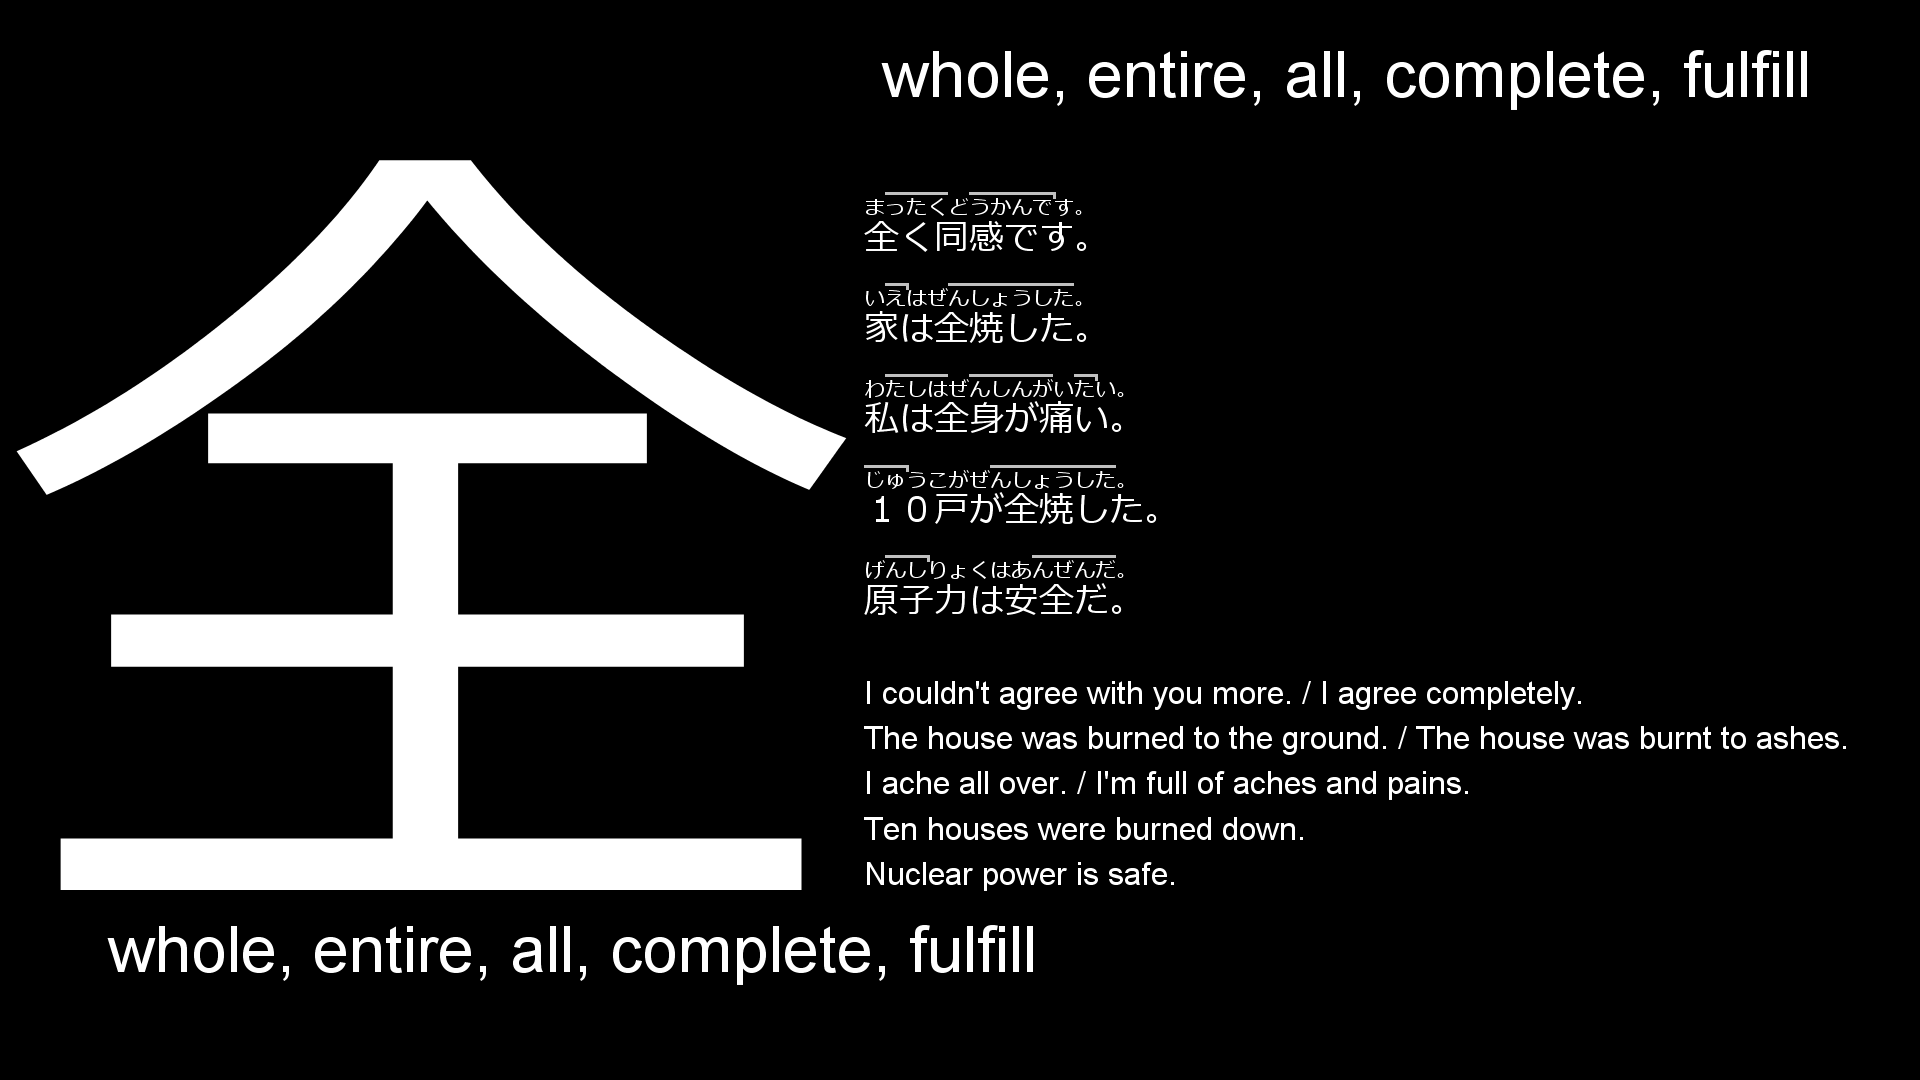 whole, entire, all, complete, fulfill
全
まったくどうかんです。
全く同感です。
いえはぜんしょうした。
家は全焼した。
わたしはぜんしんがいたい。
私は全身が痛い。
じゅうこがぜんしょうした。
１０戸が全焼した。
げんしりょくはあんぜんだ。
原子力は安全だ。
I couldn't agree with you more. / I agree completely.
The house was burned to the ground. / The house was burnt to ashes.
I ache all over. / I'm full of aches and pains.
Ten houses were burned down.
Nuclear power is safe.
whole, entire, all, complete, fulfill